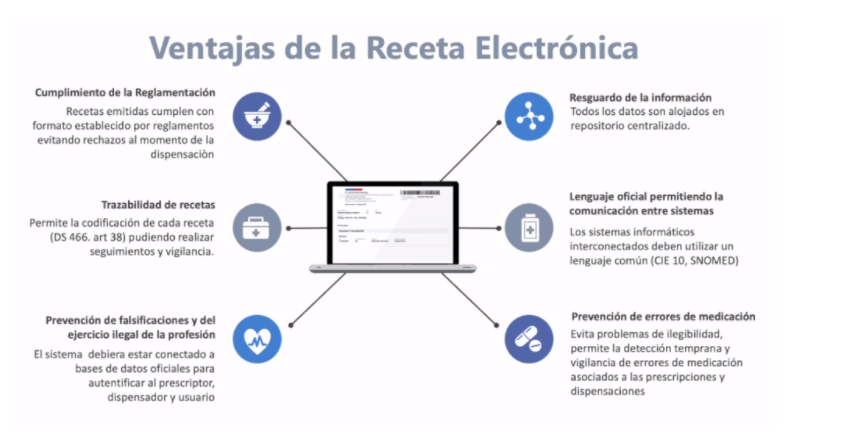 Ventajas de la Receta Electrónica
Cumplimiento de la Reglamentación
Recetas emitidas cumplen con
formato establecido por reglamentos
evitando rechazos al momento de la
dispensaciòn
Trazabilidad de recetas
Permite la codificación de cada receta
(DS 466. art 38) pudiendo realizar
seguimientos y vigilancia.
Prevención de falsificaciones y del
ejercicio ilegal de la profesión
El sistema debiera estar conectado a
bases de datos oficiales para
autentificar al prescriptor,
dispensador y usuario
Resguardo de la información
Todos los datos son alojados en
repositorio centralizado.
Lenguaje oficial permitiendo la
comunicación entre sistemas
Los sistemas informáticos
interconectados deben utilizar un
lenguaje común (CIE 10, SNOMED)
Prevención de errores de medicación
Evita problemas de ilegibilidad,
permite la detección temprana y
vigilancia de errores de medicación
asociados a las prescripciones y
dispensaciones